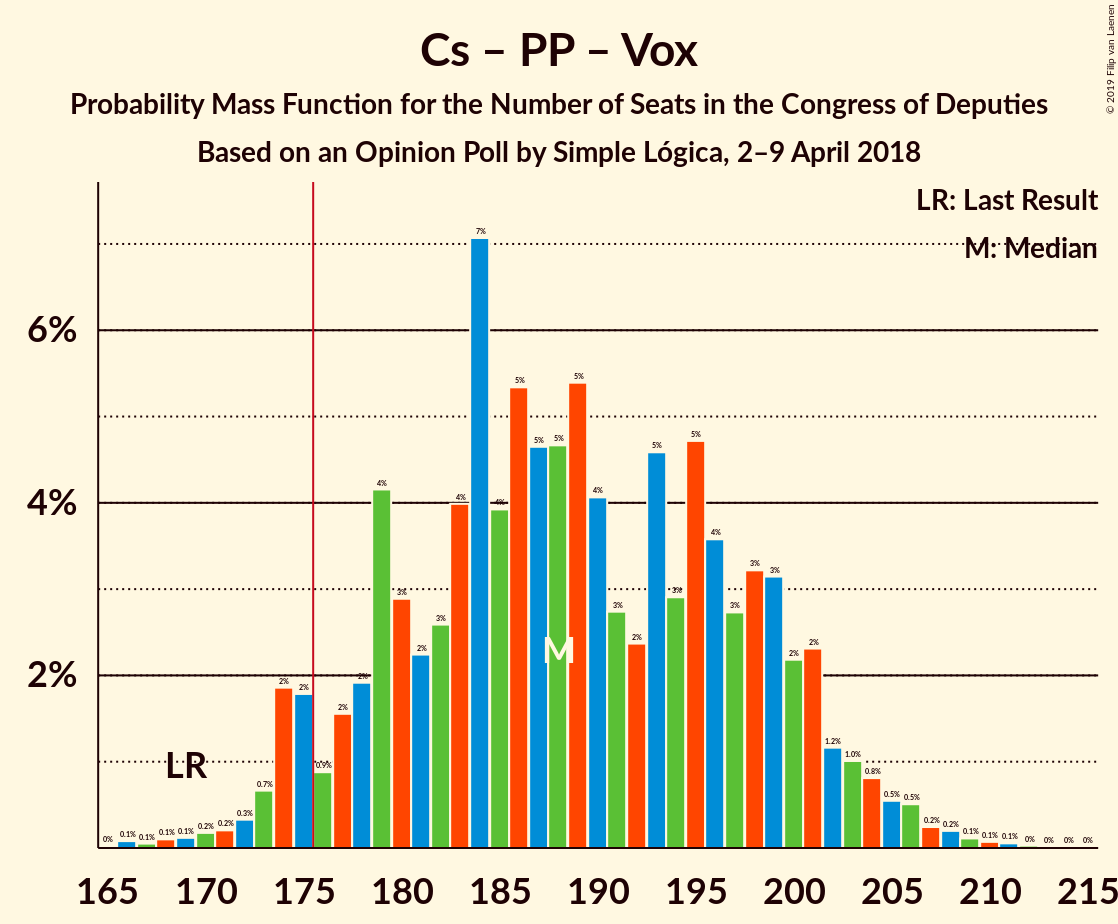 Cs – PP – Vox
Probability Mass Function for the Number of Seats in the Congress of Deputies
Based on an Opinion Poll by Simple Lógica, 2–9 April 2018
© 2019 Filip van Laenen
LR: Last Result
M: Median
6%
4%
2%
LR
M
0% 0.1% 0.1% 0.1% 0.1% 0.2% 0.2% 0.3% 0.7% 2% 2% 0.9% 2% 2% 4% 3% 2% 3% 4% 7% 4% 5% 5% 5% 5% 4% 3% 2% 5% 3% 5% 4% 3% 3% 3% 2% 2% 1.2% 1.0% 0.8% 0.5% 0.5% 0.2% 0.2% 0.1% 0.1% 0.1% 0% 0% 0% 0%
165 170 175 180 185 190 195 200 205 210 215